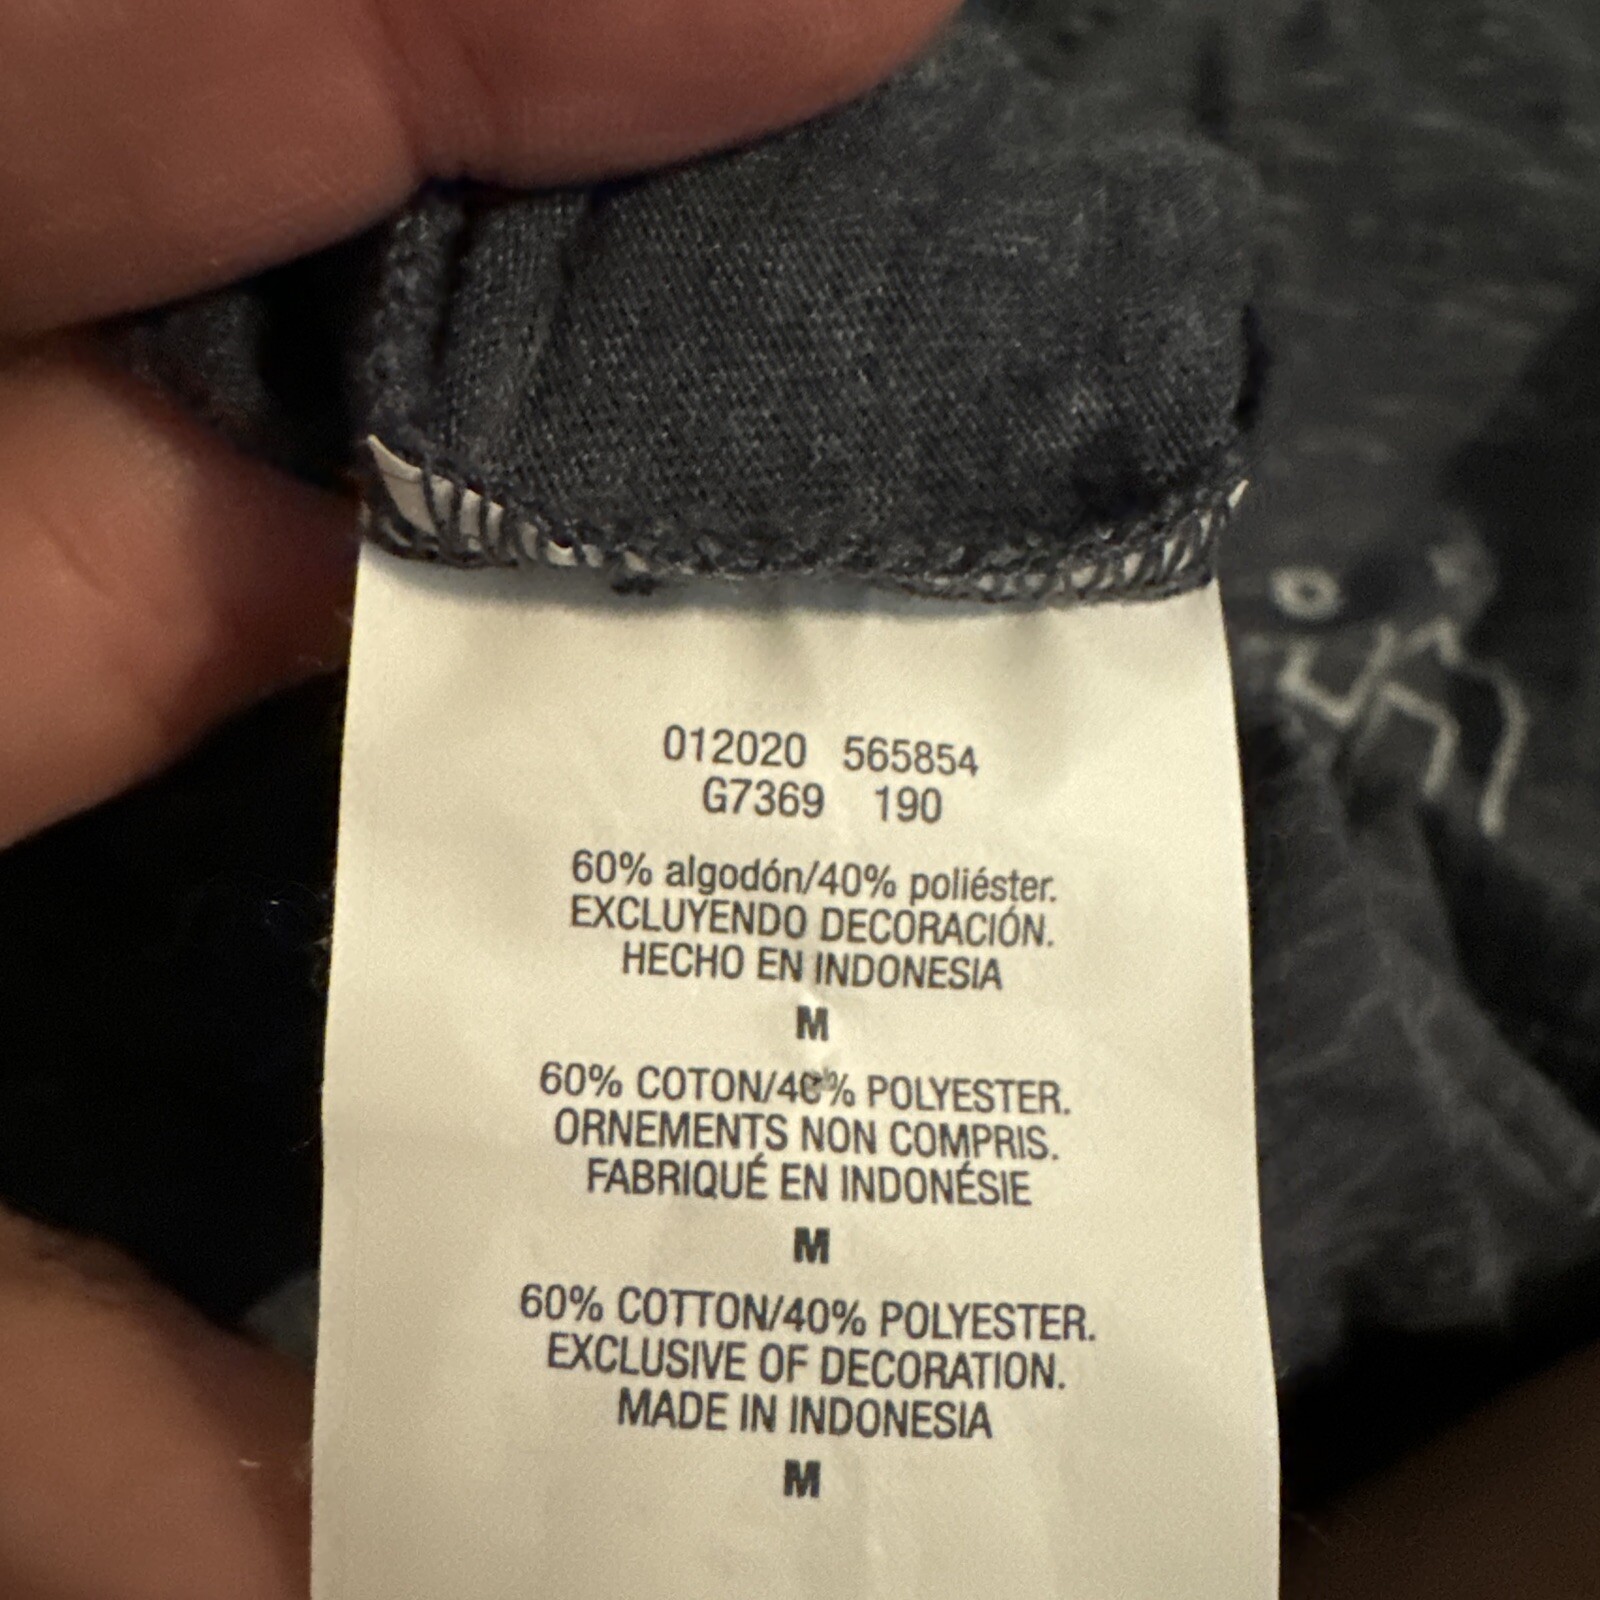 012020 565854
G7369 190
60% algodón/40% poliéster.
EXCLUYENDO DECORACIÓN.
HECHO EN INDONESIA
M
60% COTON/40% POLYESTER.
ORNEMENTS NON COMPRIS.
FABRIQUÉ EN INDONÉSIE
M
60% COTTON/40% POLYESTER.
EXCLUSIVE OF DECORATION.
MADE IN INDONESIA
M